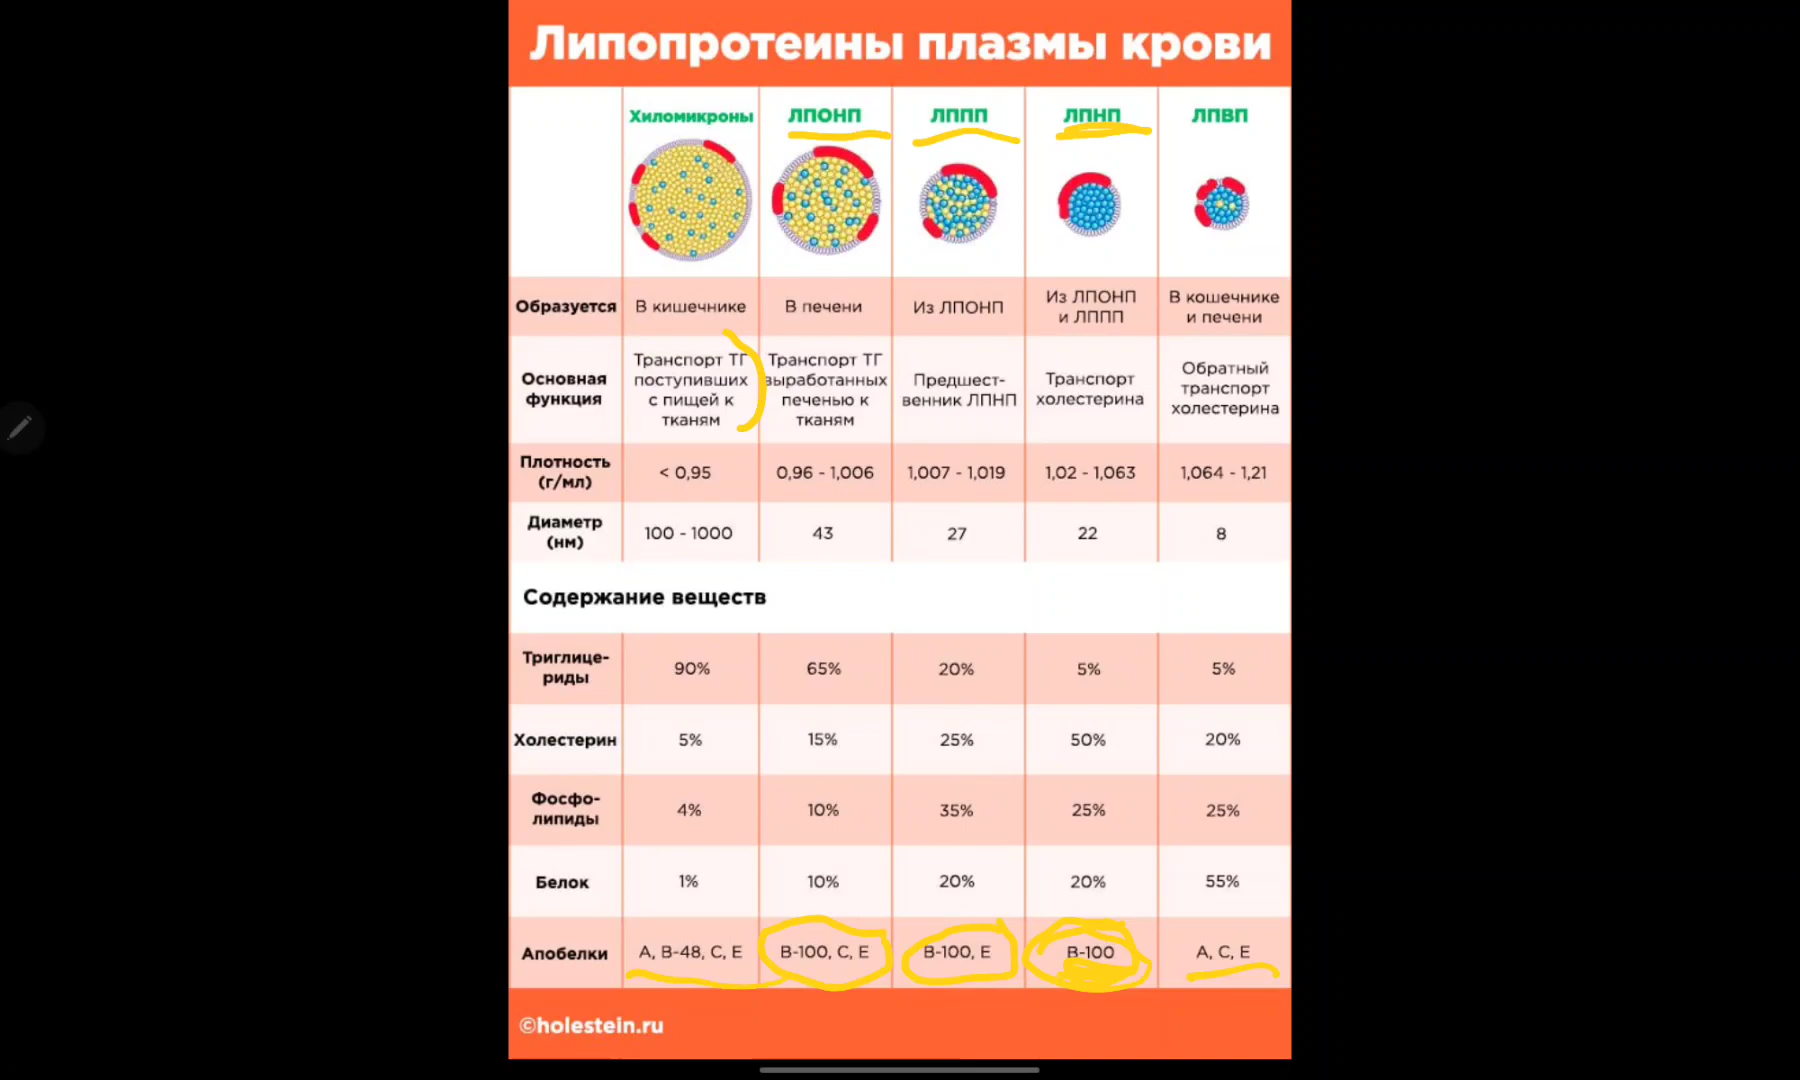 Липопротеины плазмы крови
Хиломикроны ЛПОНП ЛППП ЛПНП ЛПВП
Образуется В кишечнике В печени Из ЛПОНП Из ЛПОНП и ЛППП В кошечнике и печени
Основная функция Транспорт ТГ поступивших с пищей к тканям Транспорт ТГ выработанных печенью к тканям Предшест-венник ЛПНП Транспорт холестерина Обратный транспорт холестерина
Плотность (г/мл) < 0,95 0,96 - 1,006 1,007 - 1,019 1,02 - 1,063 1,064 - 1,21
Диаметр (нм) 100 - 1000 43 27 22 8
Содержание веществ
Триглице-риды 90% 65% 20% 5% 5%
Холестерин 5% 15% 25% 50% 20%
Фосфо-липиды 4% 10% 35% 25% 25%
Белок 1% 10% 20% 20% 55%
Апобелки А, В-48, С, Е В-100, С, Е В-100, Е В-100 А, С, Е
©holestein.ru